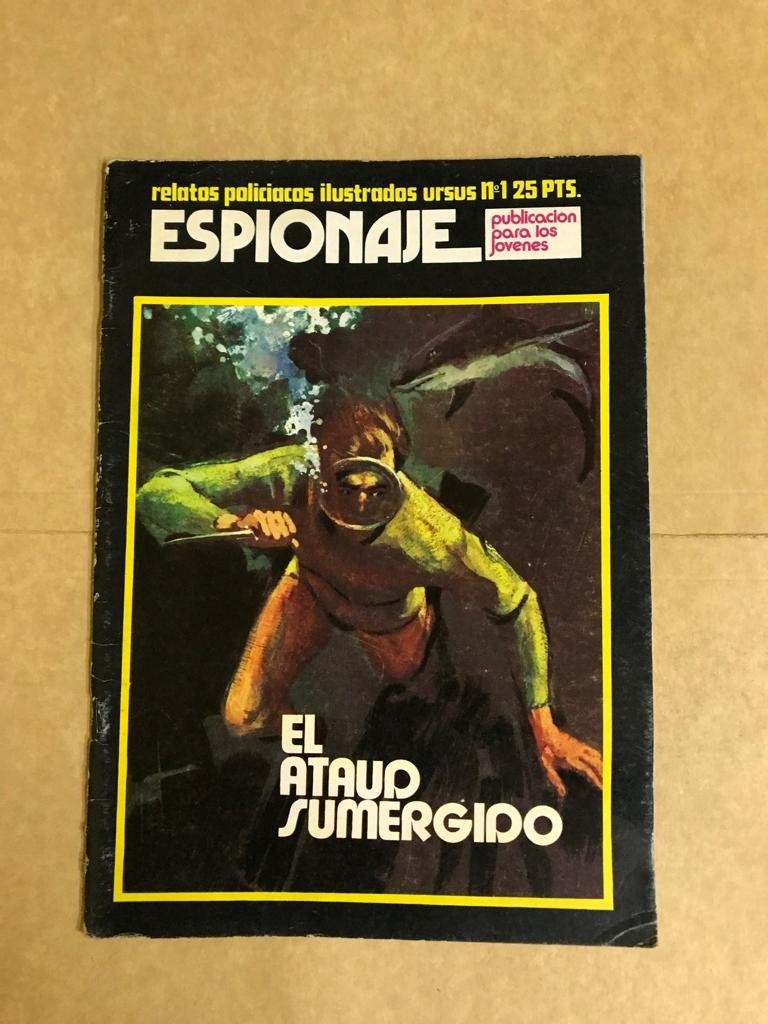 relatos policiacos ilustrados ursus nº1 25 PTS.
ESPIONAJE
publicacion
para los
jovenes
EL
ATAUD
SUMERGIDO